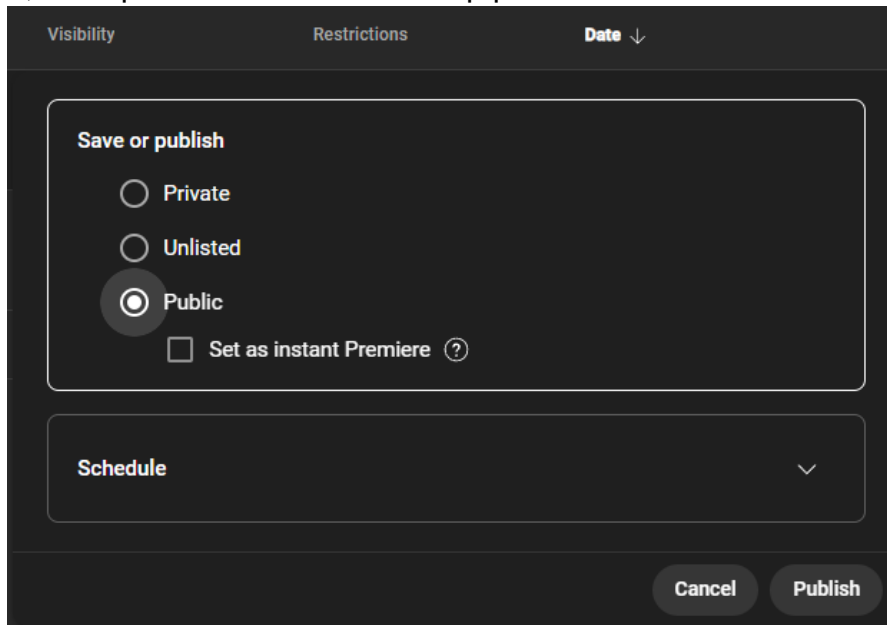 Visibility Restrictions Date ↓
Save or publish
Private
Unlisted
Public
Set as instant Premiere ?
Schedule
Cancel Publish